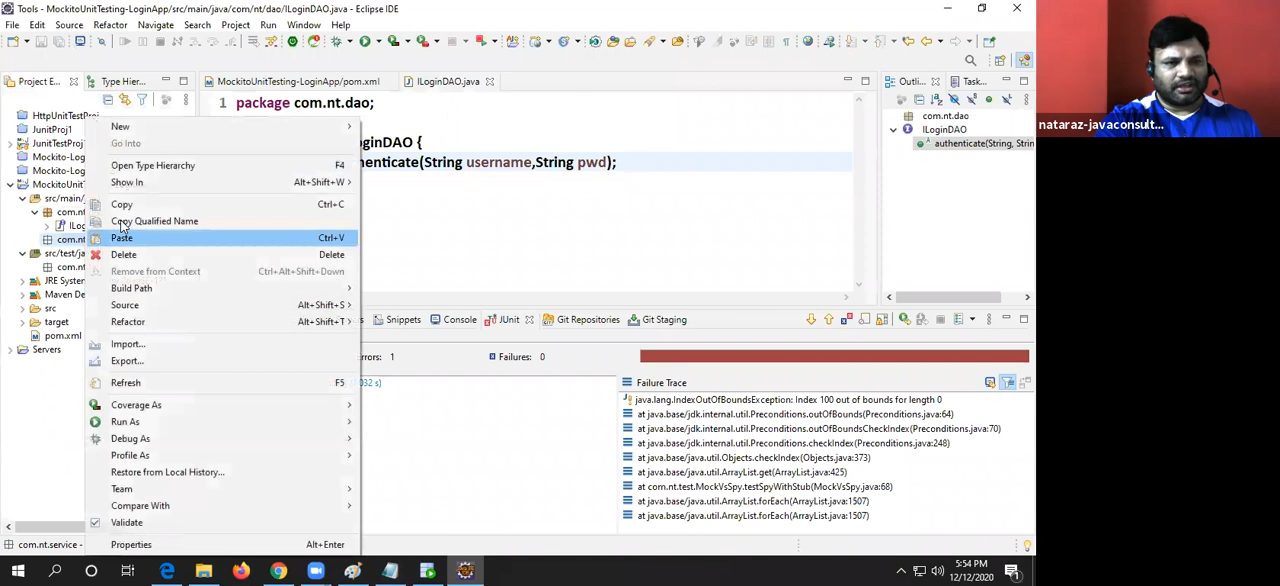 Tools - MockitoUnitTesting-LoginApp/src/main/java/com/nt/dao/ILoginDAO.java - Eclipse IDE
File Edit Source Refactor Navigate Search Project Run Window Help
Project E... Type Hier...
MockitoUnitTesting-LoginApp/pom.xml ILoginDAO.java
Outli... Task...
HttpUnitTestProj
JunitProj1
JunitTestProj
Mockito-Log
Mockito-Log
MockitoUnitT
src/main/
com.nt
ILog
com.nt
src/test/ja
com.nt
JRE System
Maven De
src
target
pom.xml
Servers
New
Go Into
Open Type Hierarchy F4
Show In Alt+Shift+W
Copy Ctrl+C
Copy Qualified Name
Paste Ctrl+V
Delete Delete
Remove from Context Ctrl+Alt+Shift+Down
Build Path
Source Alt+Shift+S
Refactor Alt+Shift+T
Import...
Export...
Refresh F5
Coverage As
Run As
Debug As
Profile As
Restore from Local History...
Team
Compare With
Validate
Properties Alt+Enter
1 package com.nt.dao;
oginDAO {
henticate(String username,String pwd);
com.nt.dao
ILoginDAO
authenticate(String, Strin
Snippets Console JUnit Git Repositories Git Staging
rrors: 1 Failures: 0
Failure Trace
java.lang.IndexOutOfBoundsException: Index 100 out of bounds for length 0
at java.base/jdk.internal.util.Preconditions.outOfBounds(Preconditions.java:64)
at java.base/jdk.internal.util.Preconditions.outOfBoundsCheckIndex(Preconditions.java:70)
at java.base/jdk.internal.util.Preconditions.checkIndex(Preconditions.java:248)
at java.base/java.util.Objects.checkIndex(Objects.java:373)
at java.base/java.util.ArrayList.get(ArrayList.java:425)
at com.nt.test.MockVsSpy.testSpyWithStub(MockVsSpy.java:68)
at java.base/java.util.ArrayList.forEach(ArrayList.java:1507)
at java.base/java.util.ArrayList.forEach(ArrayList.java:1507)
com.nt.service -
nataraz-javaconsult...
5:54 PM
12/12/2020